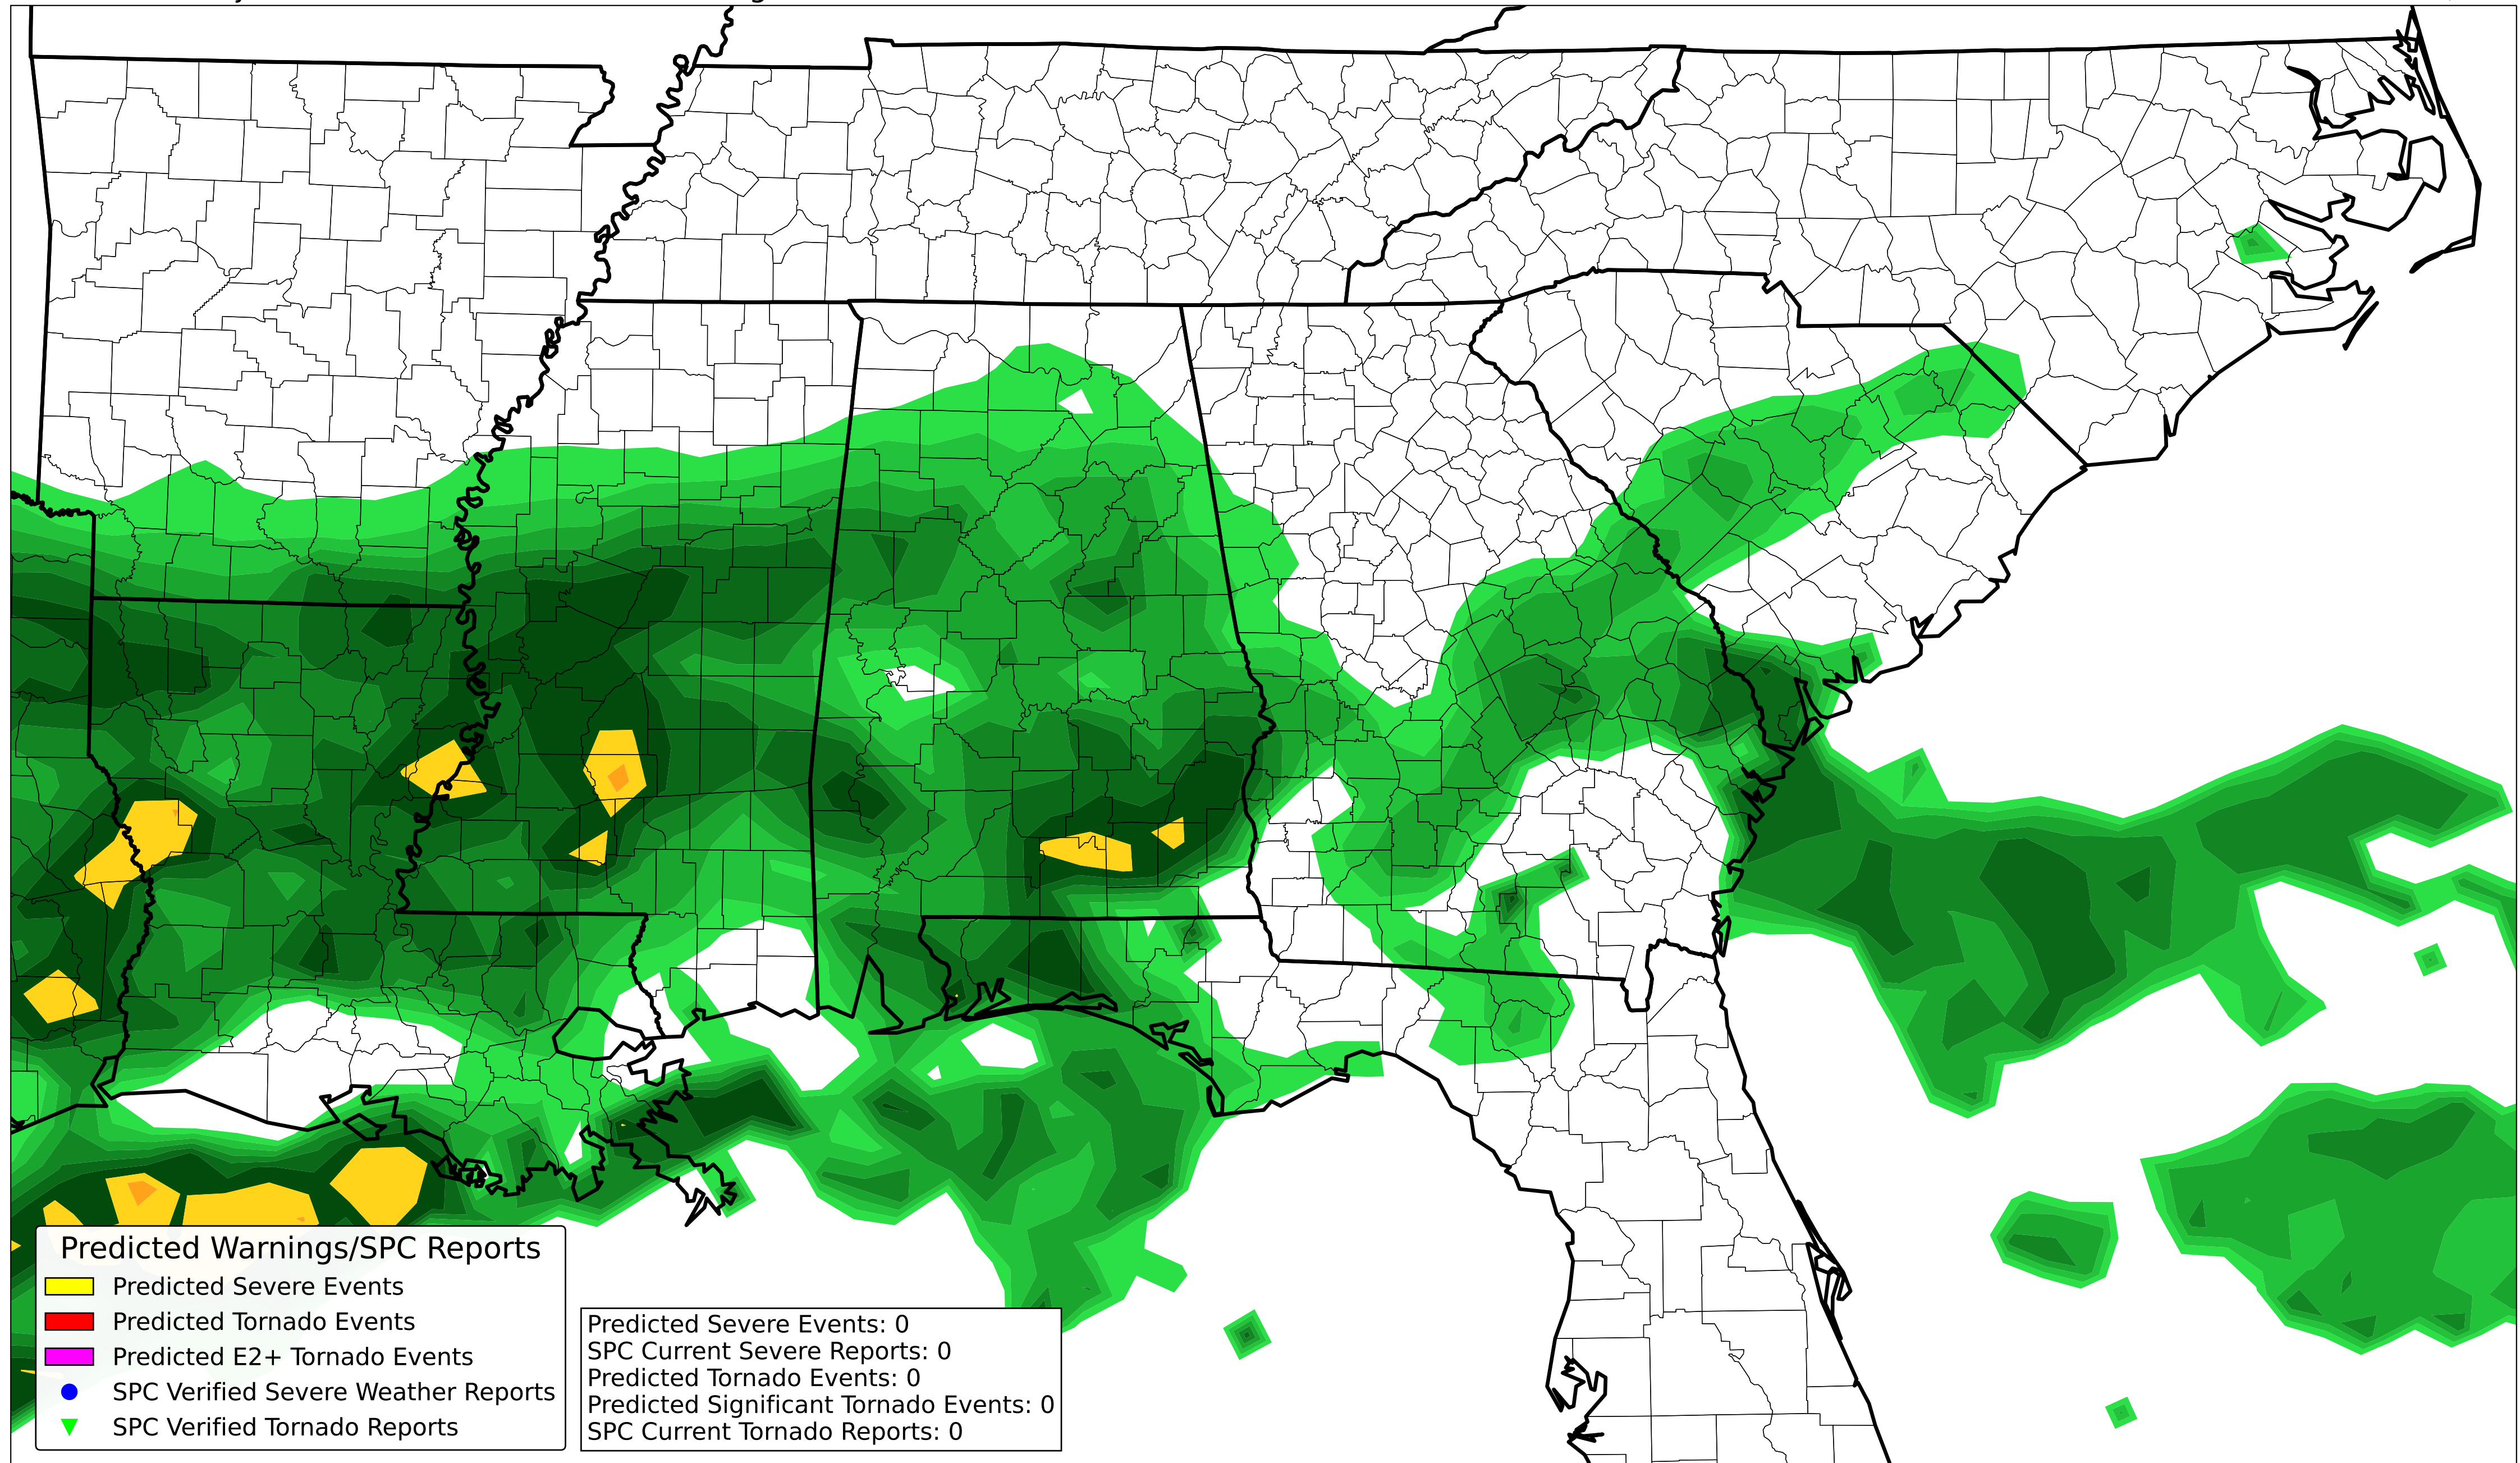 Predicted Warnings/SPC Reports
Predicted Severe Events
Predicted Tornado Events
Predicted E2+ Tornado Events
SPC Verified Severe Weather Reports
SPC Verified Tornado Reports
Predicted Severe Events: 0
SPC Current Severe Reports: 0
Predicted Tornado Events: 0
Predicted Significant Tornado Events: 0
SPC Current Tornado Reports: 0